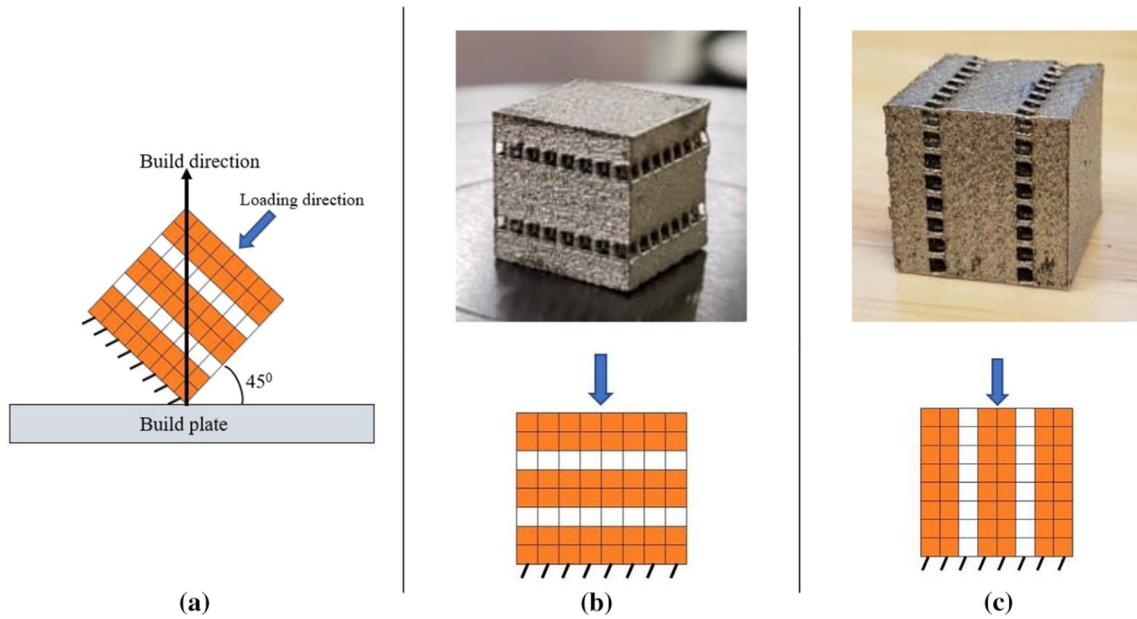 Build direction
Loading direction
45⁰
Build plate
(a)
(b)
(c)